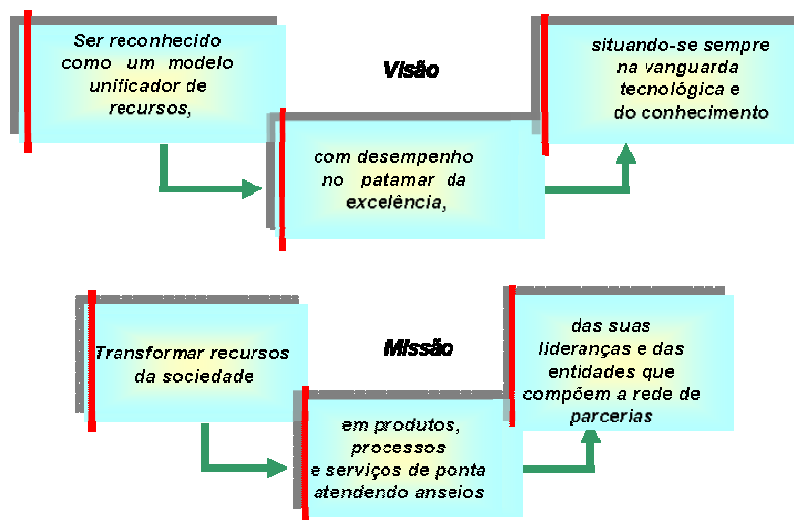 Visão
Ser reconhecido
como um modelo
unificador de
recursos,
com desempenho
no patamar da
excelência,
situando-se sempre
na vanguarda
tecnológica e
do conhecimento
Missão
Transformar recursos
da sociedade
em produtos,
processos
e serviços de ponta
atendendo anseios
das suas
lideranças e das
entidades que
compõem a rede de
parcerias